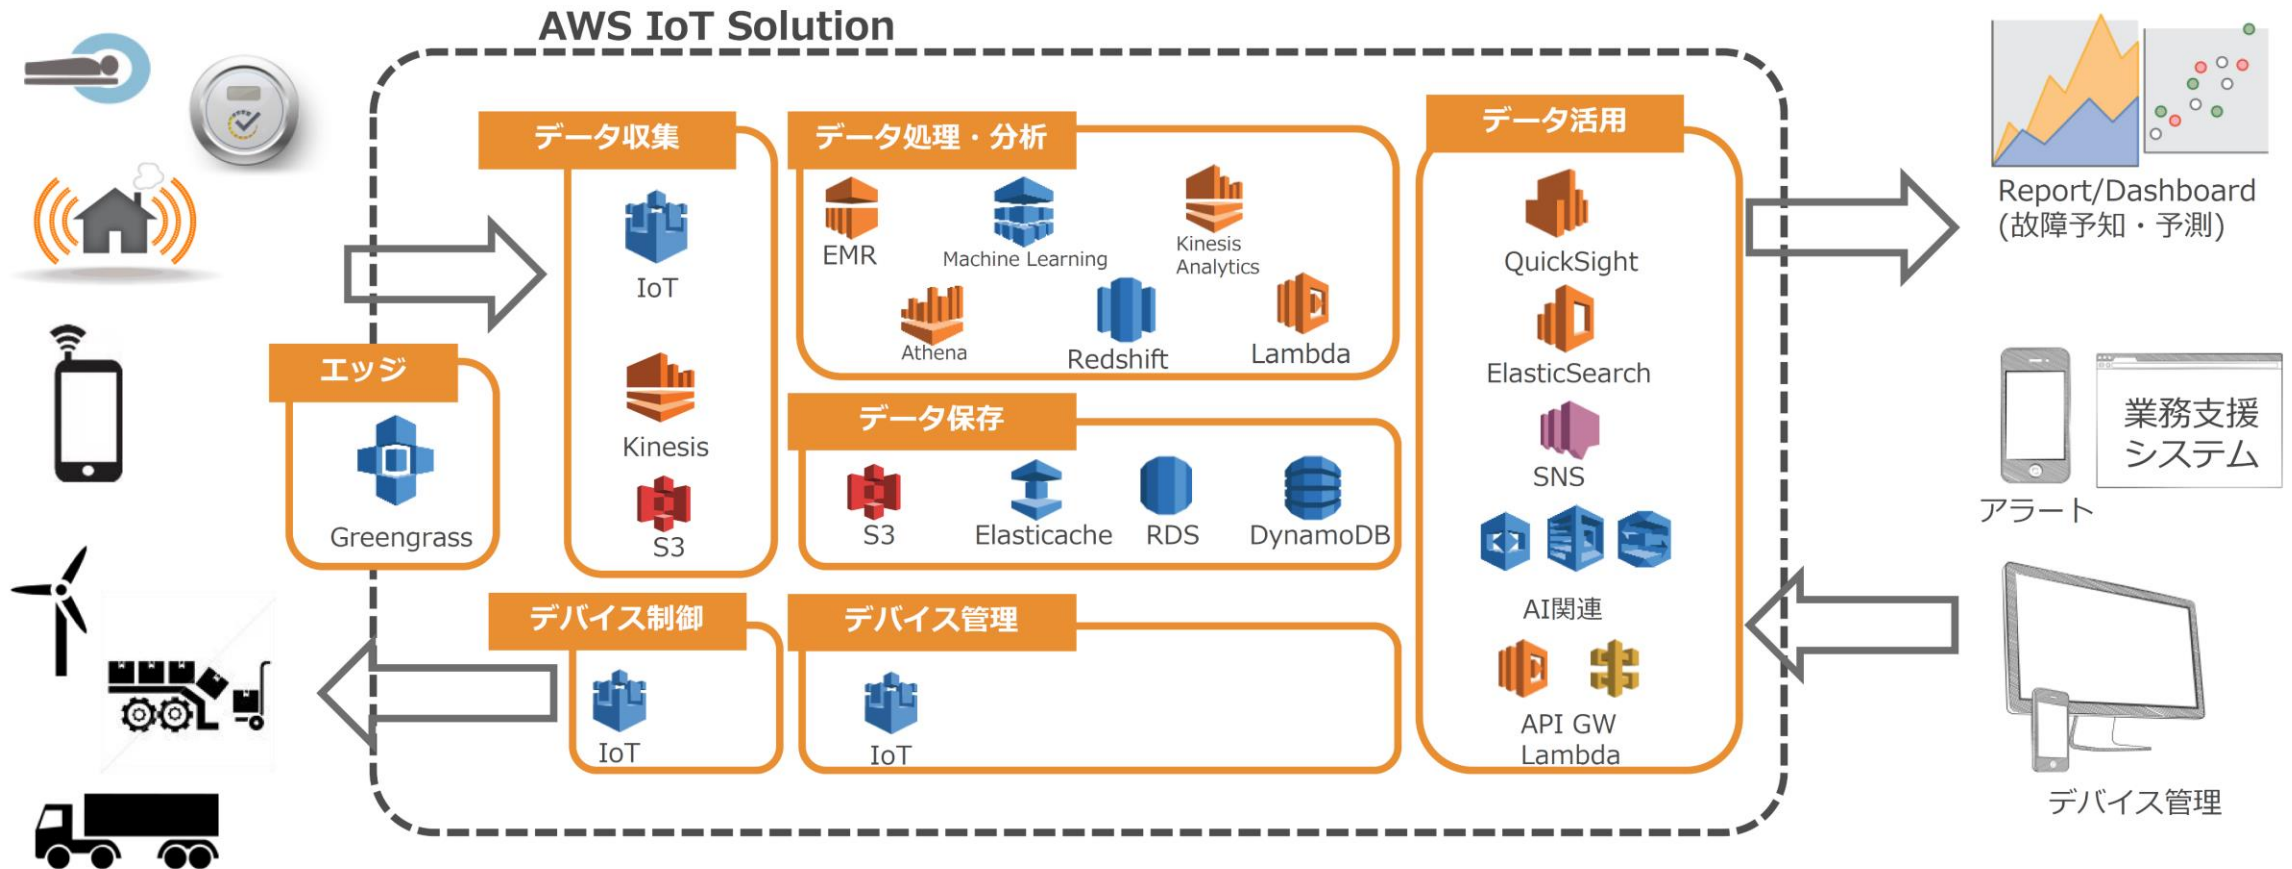 AWS IoT Solution
エッジ
Greengrass
データ収集
IoT
Kinesis
S3
データ処理・分析
EMR
Machine Learning
Kinesis
Analytics
Athena
Redshift
Lambda
データ保存
S3
Elasticache
RDS
DynamoDB
デバイス制御
IoT
デバイス管理
IoT
データ活用
QuickSight
ElasticSearch
SNS
AI関連
API GW
Lambda
Report/Dashboard
(故障予知・予測)
アラート
業務支援
システム
デバイス管理